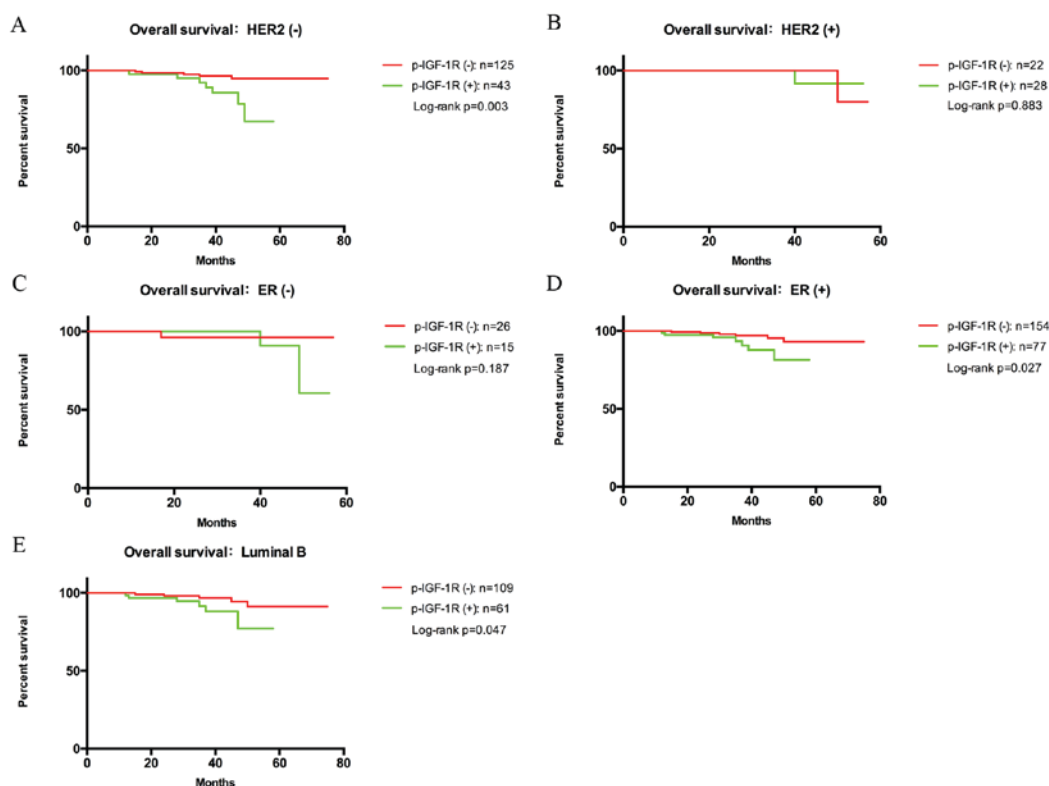 A
Overall survival: HER2 (-)
p-IGF-1R (-): n=125
p-IGF-1R (+): n=43
Log-rank p=0.003
Percent survival
100
50
0
0 20 40 60 80
Months
B
Overall survival: HER2 (+)
p-IGF-1R (-): n=22
p-IGF-1R (+): n=28
Log-rank p=0.883
Percent survival
100
50
0
0 20 40 60
Months
C
Overall survival: ER (-)
p-IGF-1R (-): n=26
p-IGF-1R (+): n=15
Log-rank p=0.187
Percent survival
100
50
0
0 20 40 60
Months
D
Overall survival: ER (+)
p-IGF-1R (-): n=154
p-IGF-1R (+): n=77
Log-rank p=0.027
Percent survival
100
50
0
0 20 40 60 80
Months
E
Overall survival: Luminal B
p-IGF-1R (-): n=109
p-IGF-1R (+): n=61
Log-rank p=0.047
Percent survival
100
50
0
0 20 40 60 80
Months